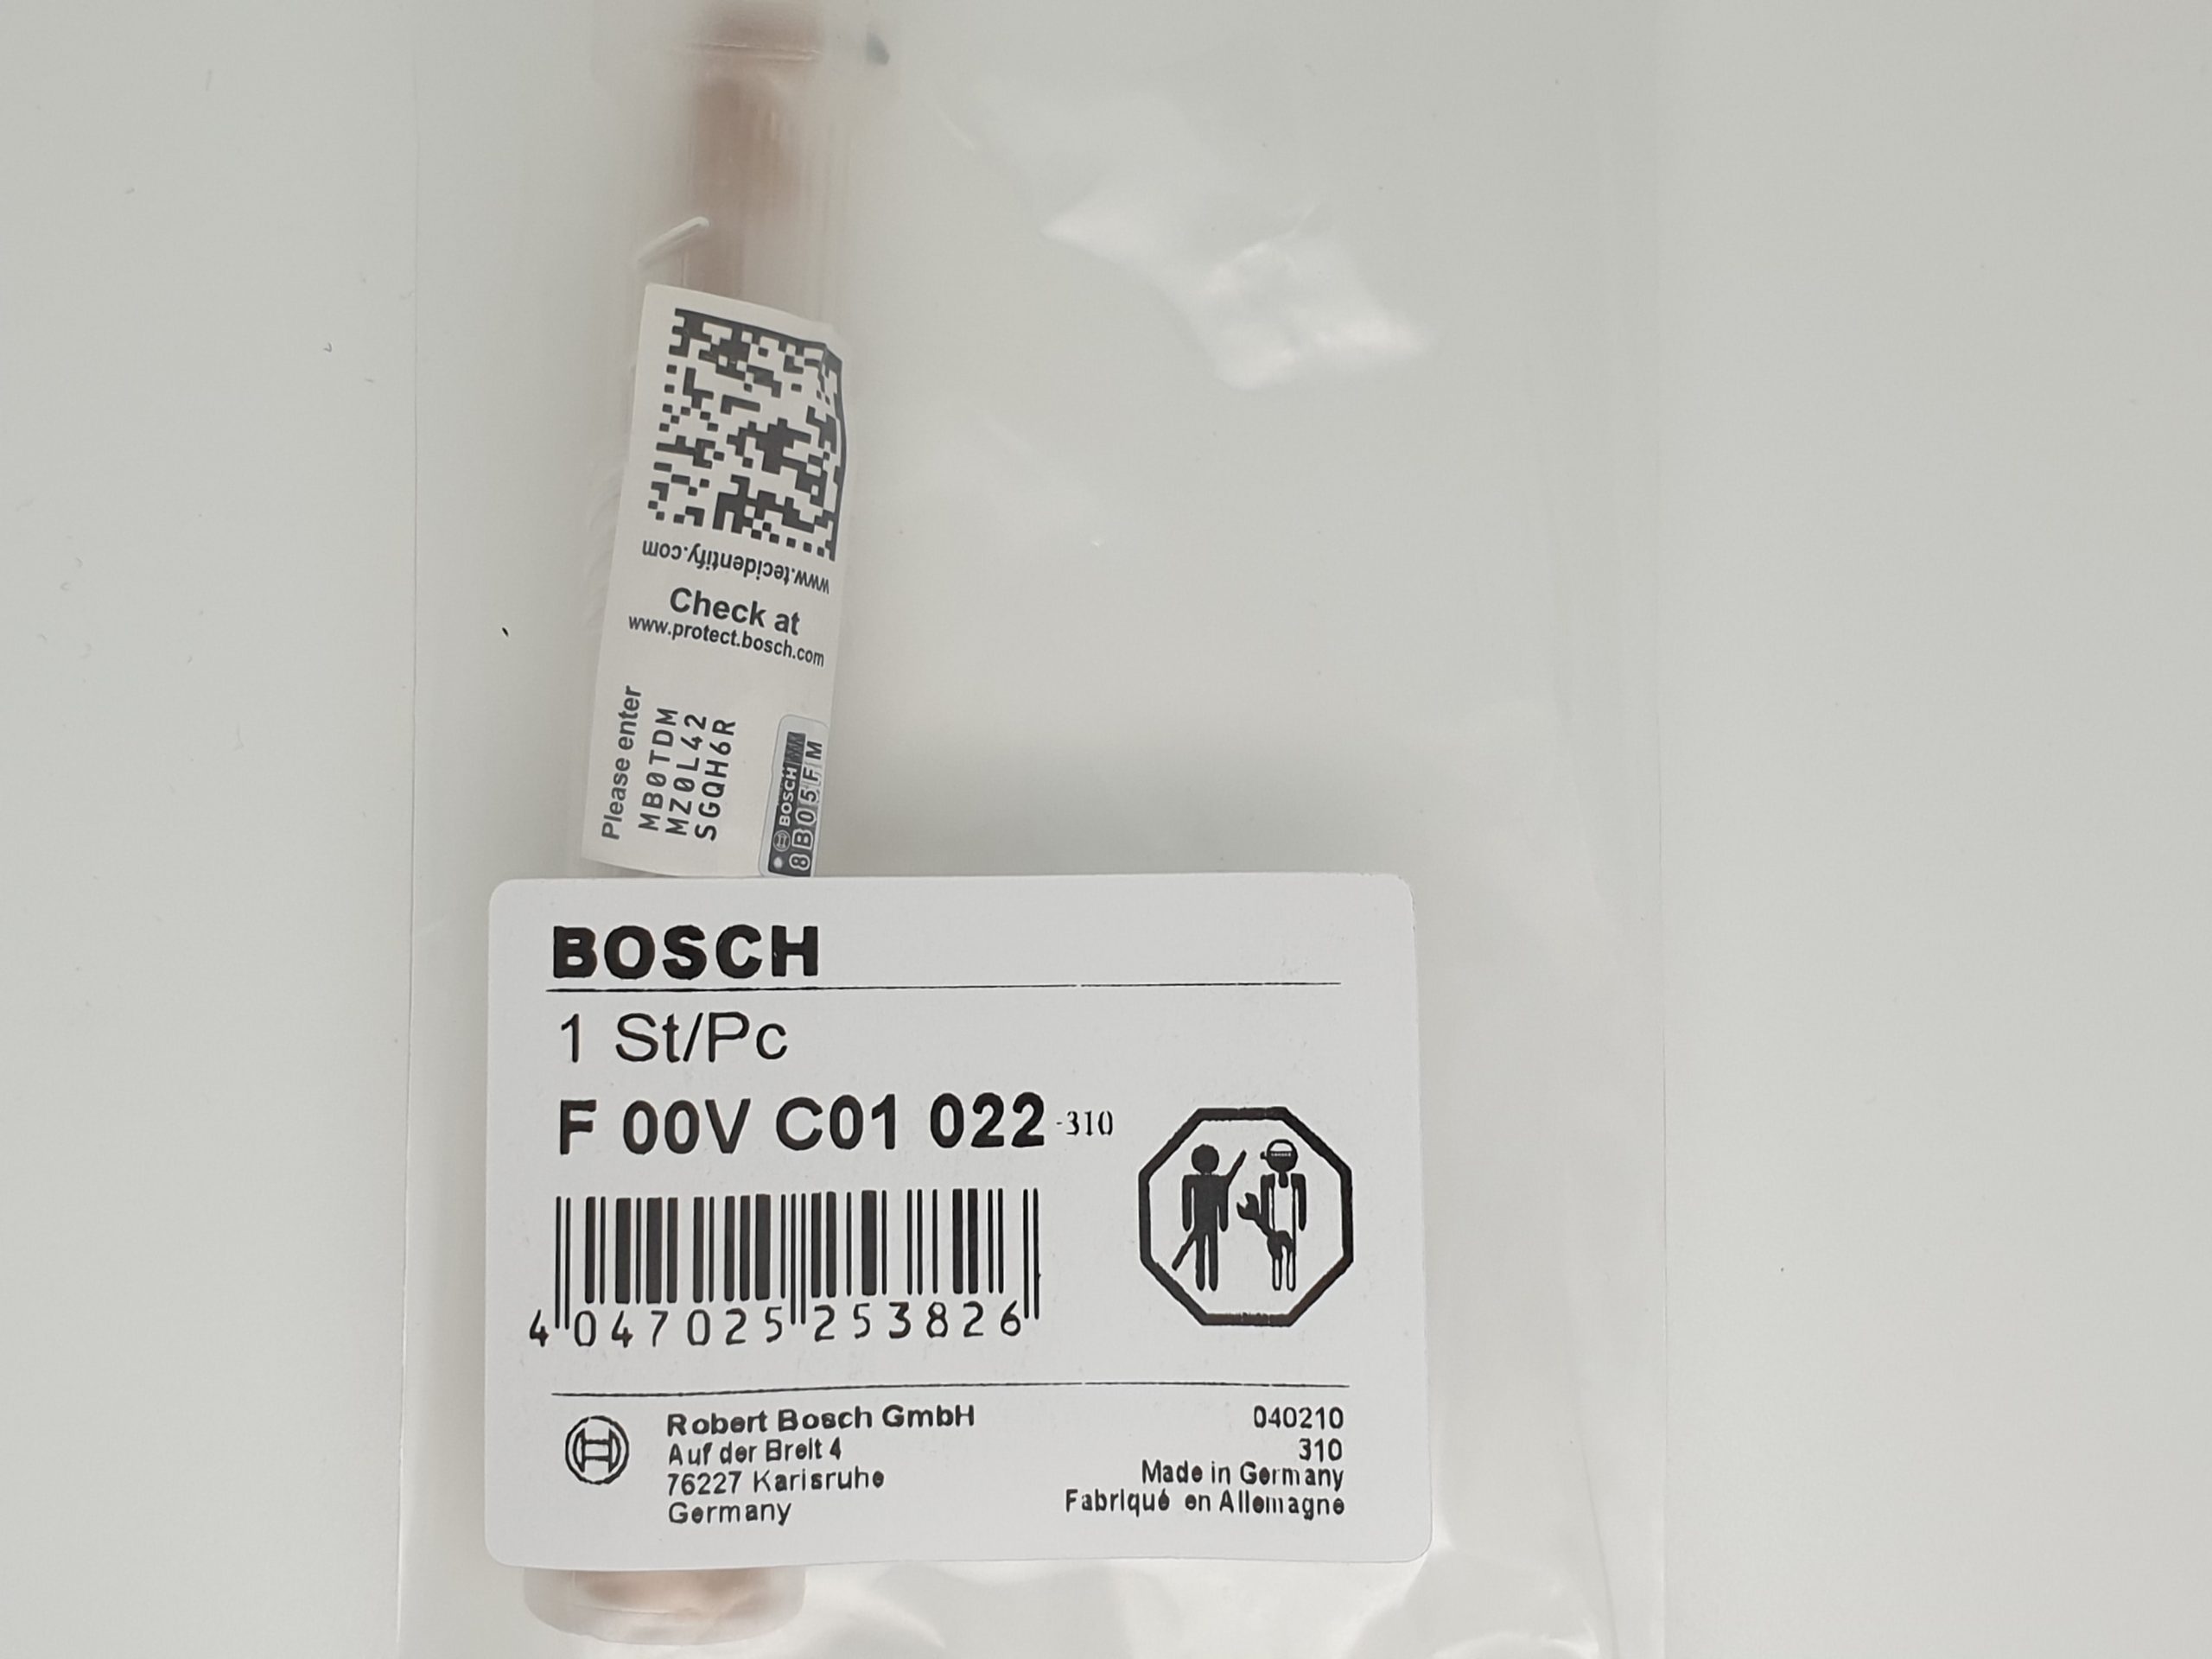 www.tecidentify.com
Check at
www.protect.bosch.com
Please enter
MB0TDM
MZ0L42
SGQH6R
BOSCH
8B05FM
BOSCH
1 St/Pc
F 00V C01 022 -310
4 047025 253826
Robert Bosch GmbH
Auf der Breit 4
76227 Karisruhe
Germany
040210
310
Made in Germany
Fabriqué en Allemagne